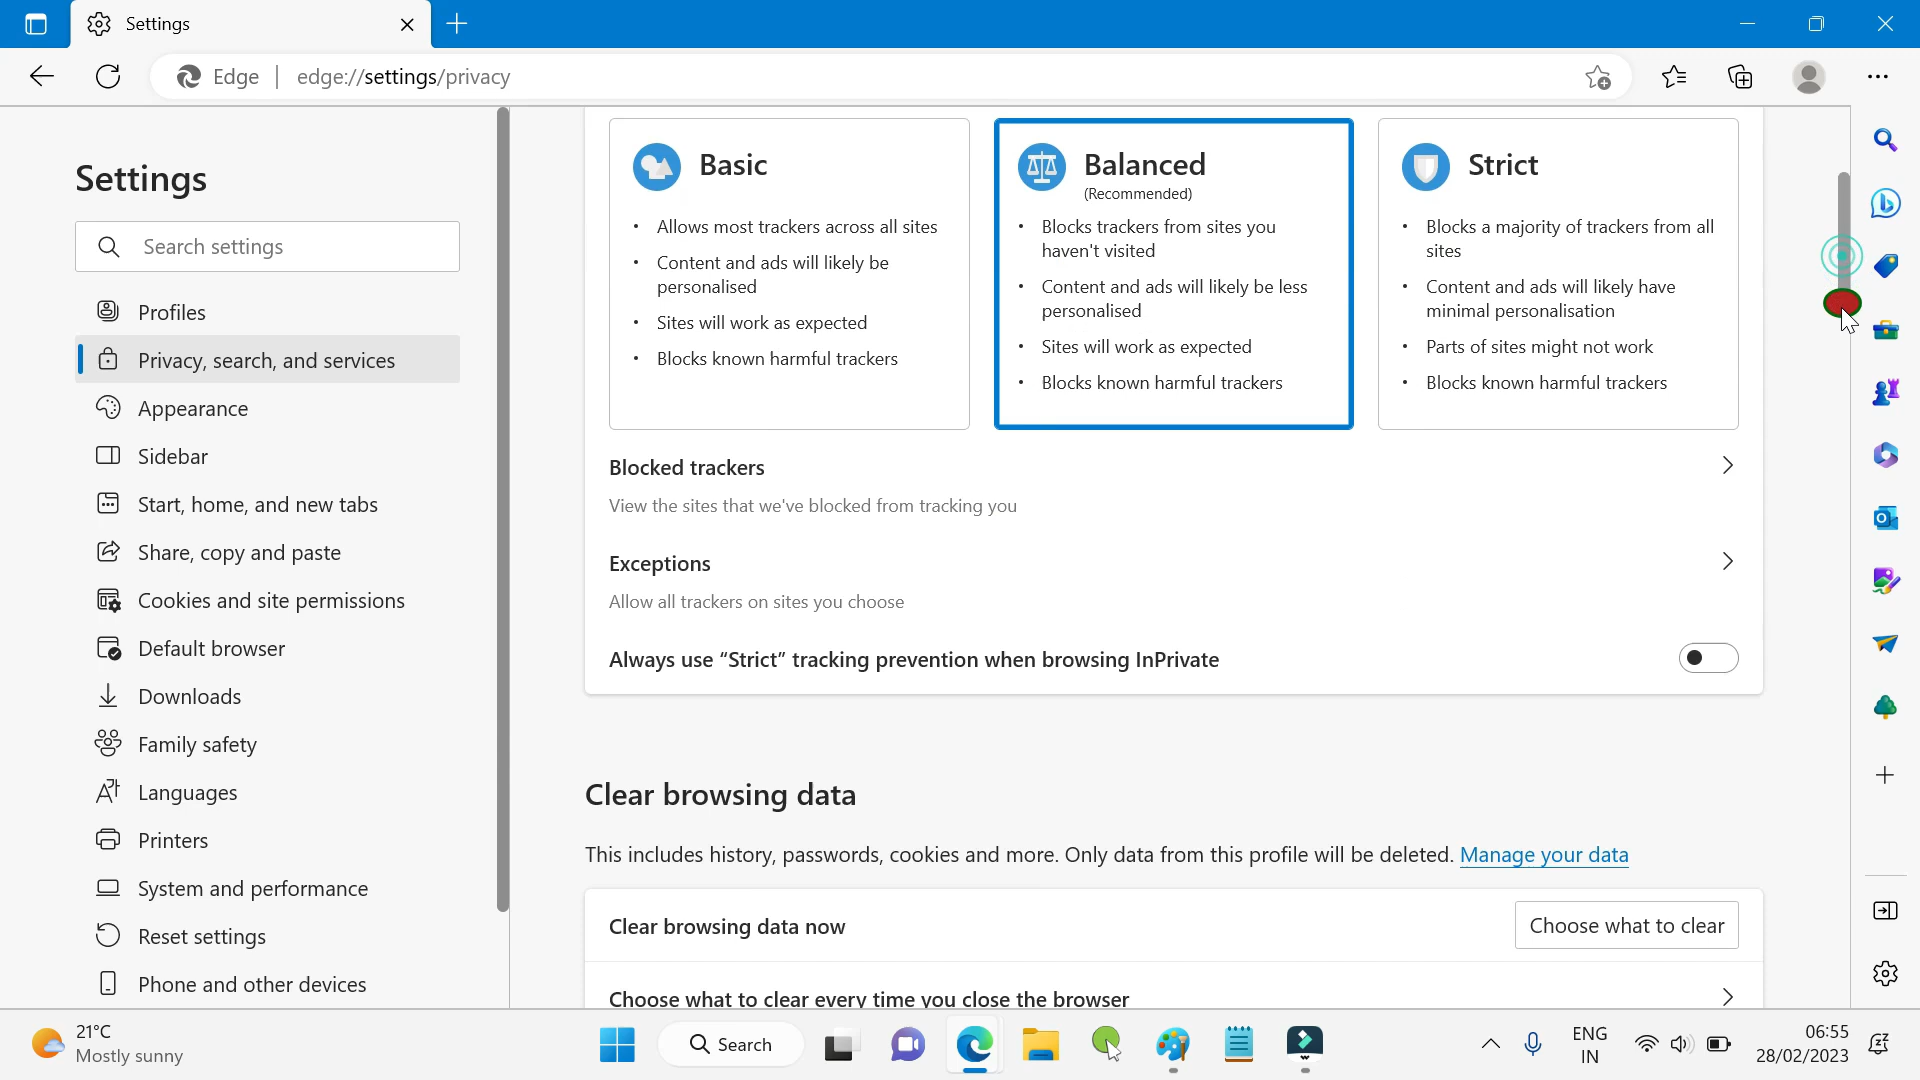 Settings
Edge
edge://settings/privacy
Settings
Search settings
Profiles
Privacy, search, and services
Appearance
Sidebar
Start, home, and new tabs
Share, copy and paste
Cookies and site permissions
Default browser
Downloads
Family safety
Languages
Printers
System and performance
Reset settings
Phone and other devices
Basic
• Allows most trackers across all sites
• Content and ads will likely be
personalised
• Sites will work as expected
• Blocks known harmful trackers
Balanced
(Recommended)
• Blocks trackers from sites you
haven't visited
• Content and ads will likely be less
personalised
• Sites will work as expected
• Blocks known harmful trackers
Strict
• Blocks a majority of trackers from all
sites
• Content and ads will likely have
minimal personalisation
• Parts of sites might not work
• Blocks known harmful trackers
Blocked trackers
View the sites that we've blocked from tracking you
Exceptions
Allow all trackers on sites you choose
Always use “Strict” tracking prevention when browsing InPrivate
Clear browsing data
This includes history, passwords, cookies and more. Only data from this profile will be deleted. Manage your data
Clear browsing data now
Choose what to clear
Choose what to clear every time you close the browser
21°C
Mostly sunny
Search
ENG
IN
06:55
28/02/2023